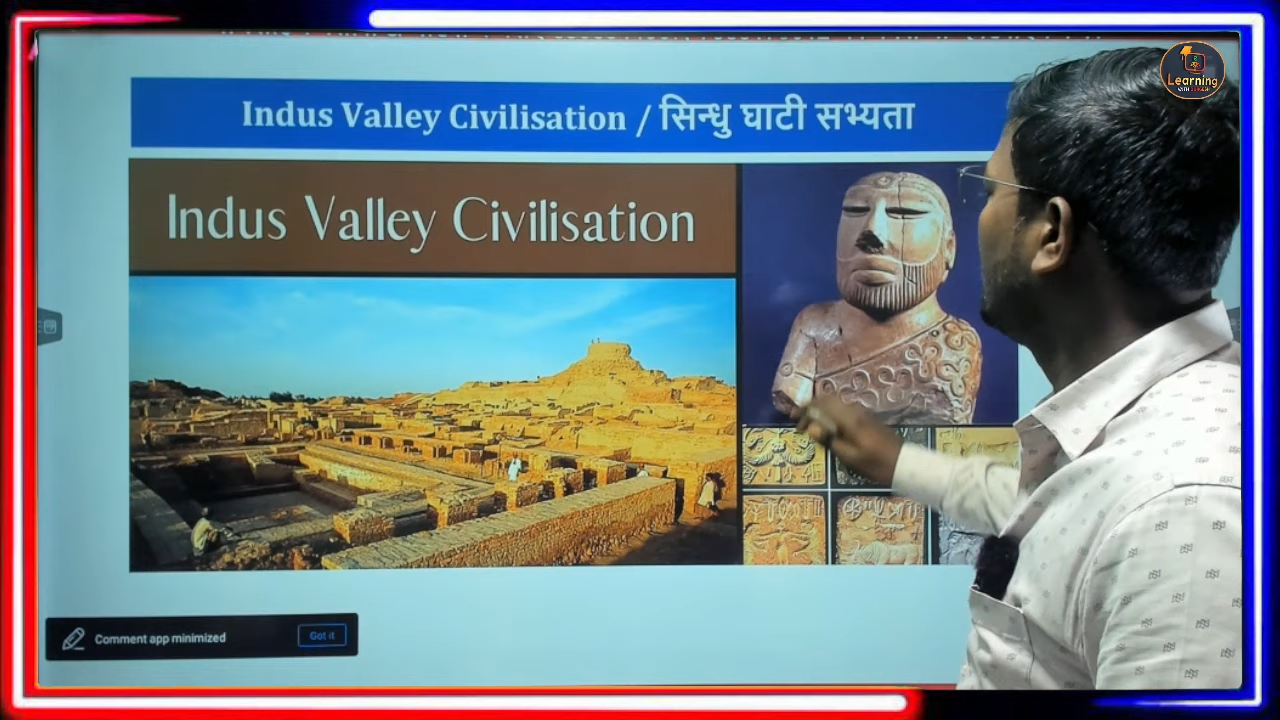 Indus Valley Civilisation / सिन्धु घाटी सभ्यता
Indus Valley Civilisation
Comment app minimized
Got it
Learning